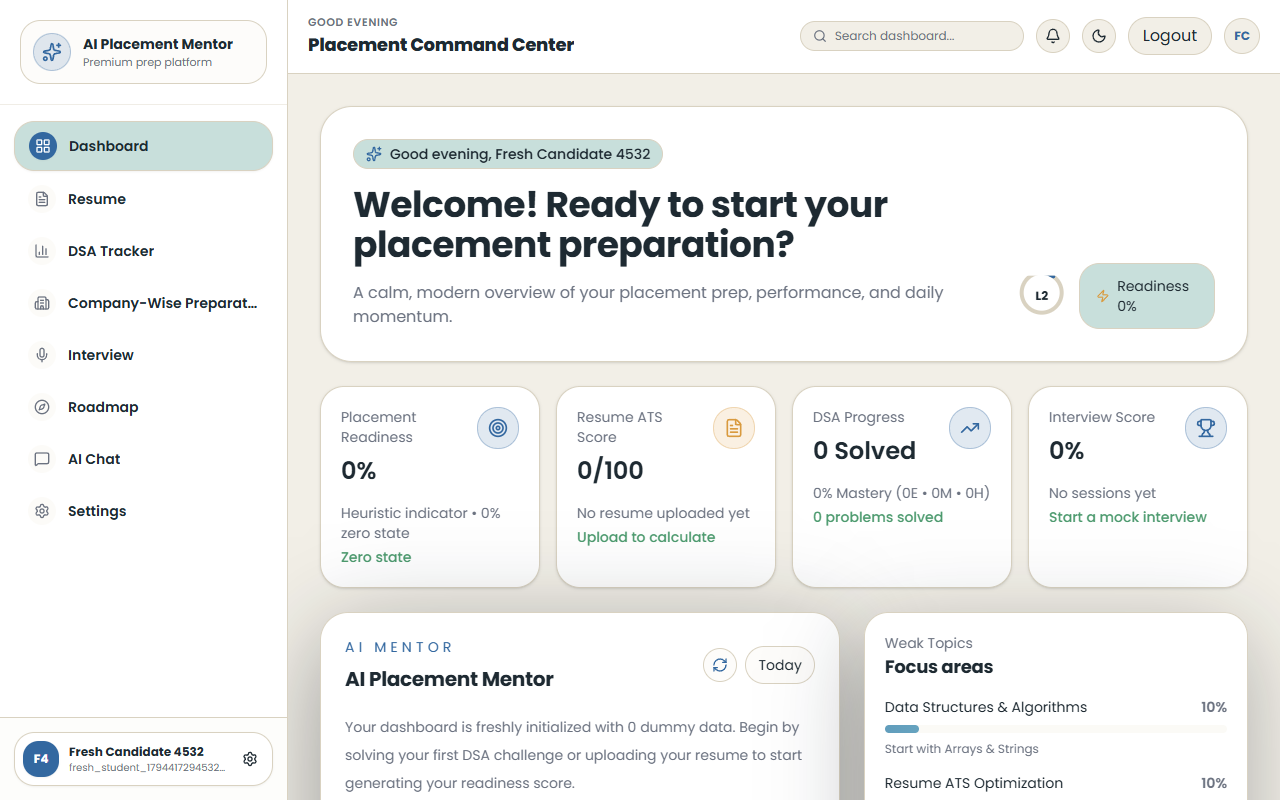 AI Placement Mentor
Premium prep platform
Dashboard
Resume
DSA Tracker
Company-Wise Preparat...
Interview
Roadmap
AI Chat
Settings
F4
Fresh Candidate 4532
fresh_student_1794417294532...
GOOD EVENING
Placement Command Center
Search dashboard...
Logout
FC
Good evening, Fresh Candidate 4532
Welcome! Ready to start your
placement preparation?
A calm, modern overview of your placement prep, performance, and daily
momentum.
L2
Readiness
0%
Placement
Readiness
0%
Heuristic indicator • 0%
zero state
Zero state
Resume ATS
Score
0/100
No resume uploaded yet
Upload to calculate
DSA Progress
0 Solved
0% Mastery (0E • 0M • 0H)
0 problems solved
Interview Score
0%
No sessions yet
Start a mock interview
AI MENTOR
AI Placement Mentor
Today
Your dashboard is freshly initialized with 0 dummy data. Begin by
solving your first DSA challenge or uploading your resume to start
generating your readiness score.
Weak Topics
Focus areas
Data Structures & Algorithms 10%
Start with Arrays & Strings
Resume ATS Optimization 10%